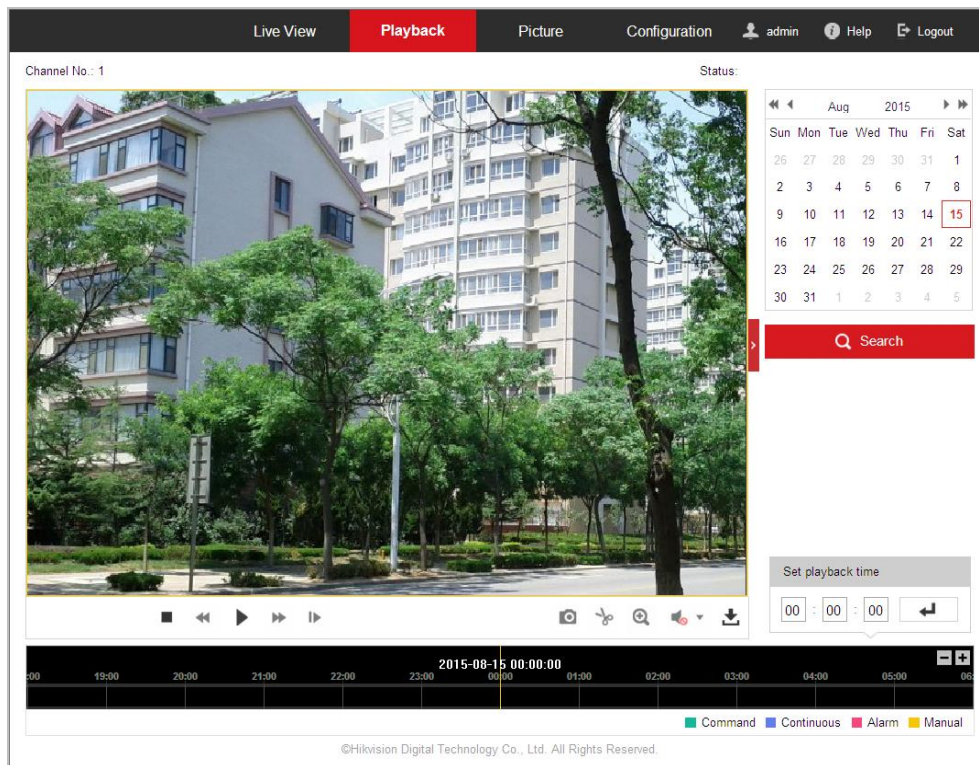 Live View Playback Picture Configuration admin Help Logout
Channel No.: 1 Status:
Aug 2015
Sun Mon Tue Wed Thu Fri Sat
26 27 28 29 30 31 1
2 3 4 5 6 7 8
9 10 11 12 13 14 15
16 17 18 19 20 21 22
23 24 25 26 27 28 29
30 31 1 2 3 4 5
Search
Set playback time
00 : 00 : 00
2015-08-15 00:00:00
:00 19:00 20:00 21:00 22:00 23:00 00:00 01:00 02:00 03:00 04:00 05:00 06:
Command Continuous Alarm Manual
©Hikvision Digital Technology Co., Ltd. All Rights Reserved.